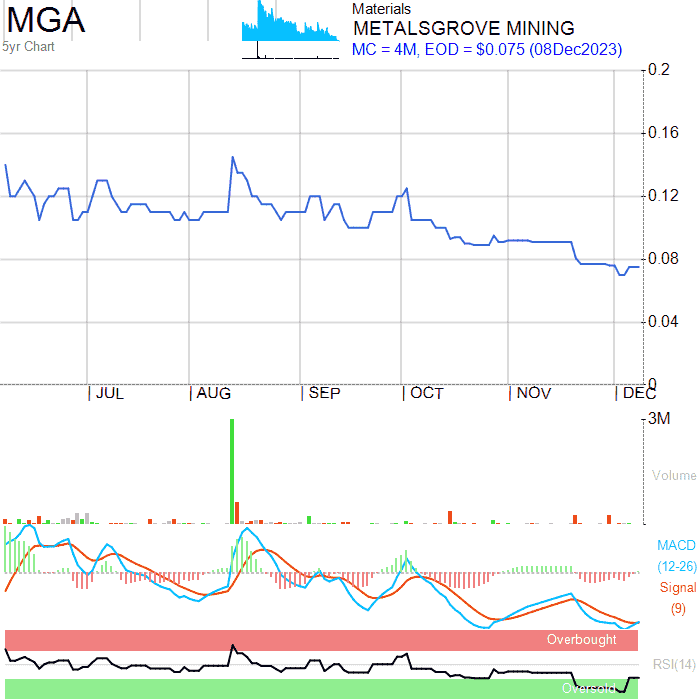 MGA
5yr Chart
Materials
METALSGROVE MINING
MC = 4M, EOD = $0.075 (08Dec2023)
0.2
0.16
0.12
0.08
0.04
0
JUL AUG SEP OCT NOV DEC
3M
Volume
MACD
(12-26)
Signal
(9)
Overbought
RSI(14)
Oversold